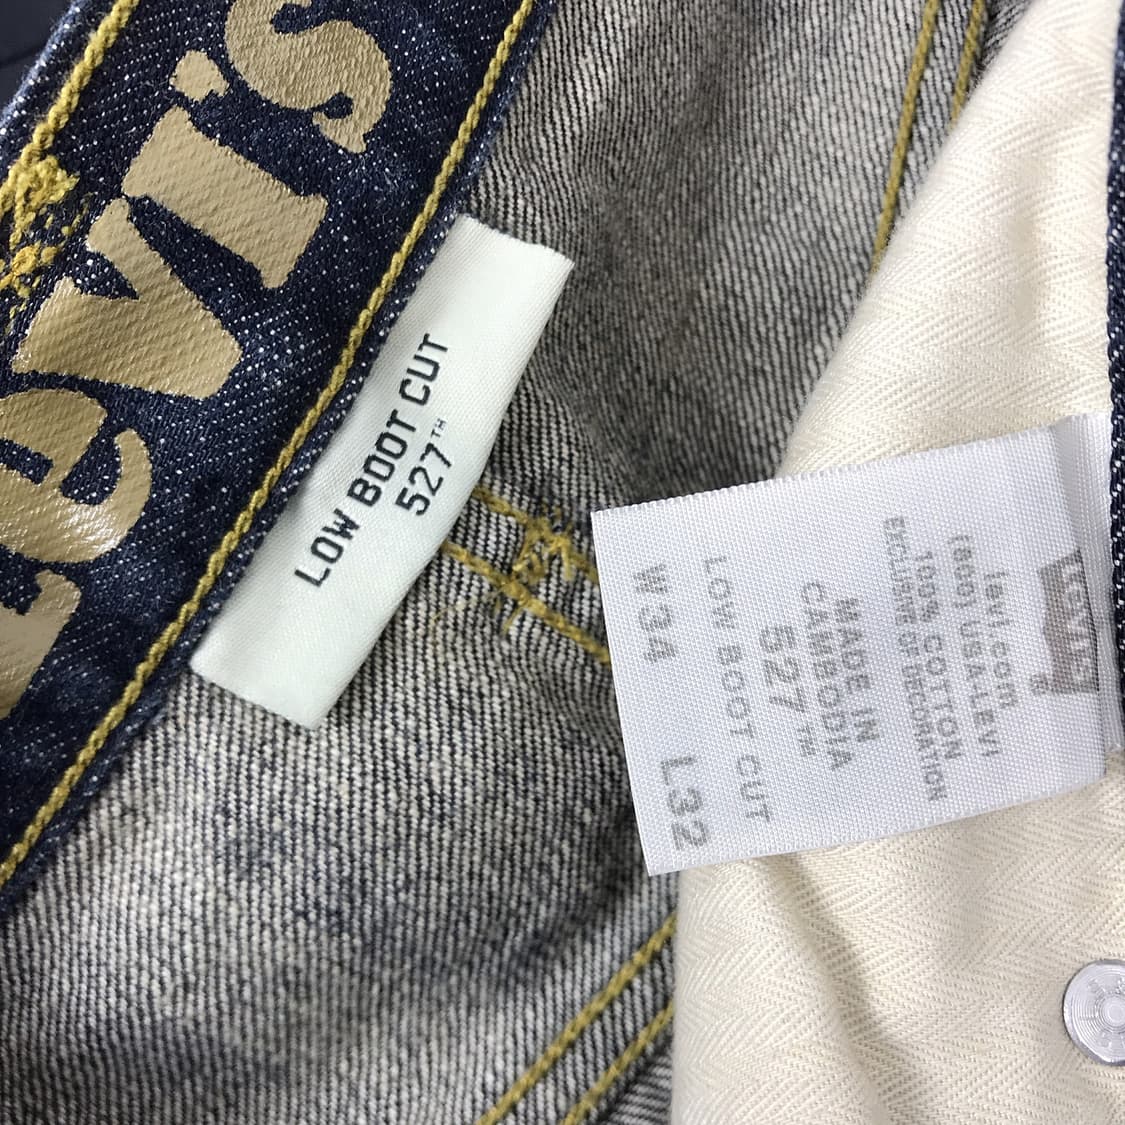 Levi's
LOW BOOT CUT
527™
Levi's
levi.com
(800) USA-LEVI
100% COTTON
EXCLUSIVE OF DECORATION
MADE IN
CAMBODIA
527™
LOW BOOT CUT
W34 L32